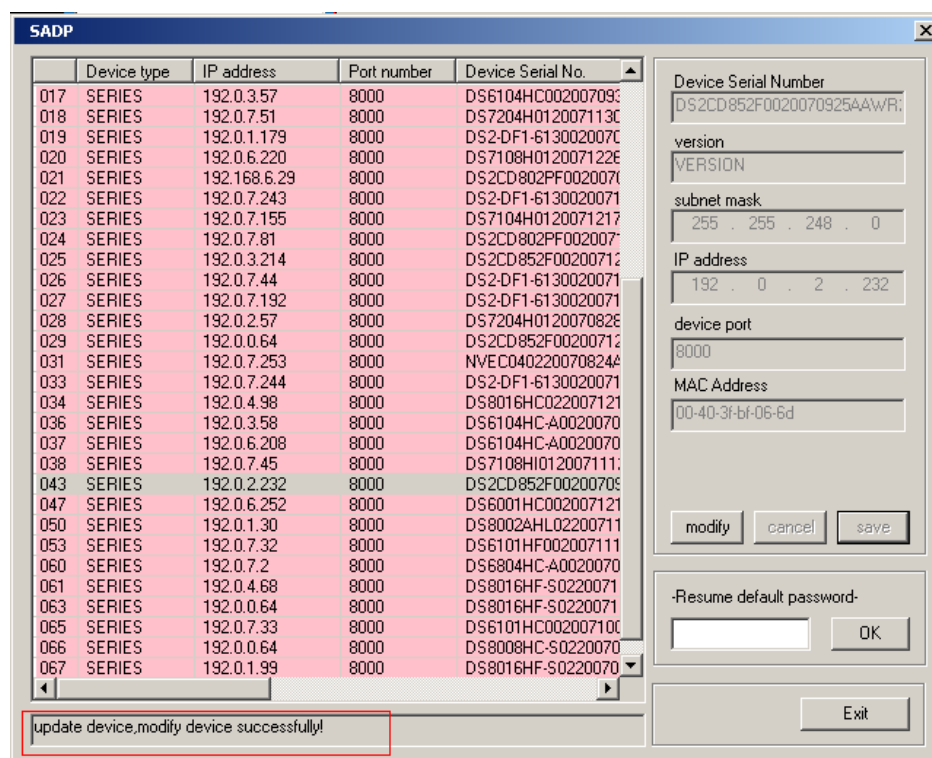 SADP
Device type IP address Port number Device Serial No.
017 SERIES 192.0.3.57 8000 DS6104HC002007093
018 SERIES 192.0.7.51 8000 DS7204H0120071130
019 SERIES 192.0.1.179 8000 DS2-DF1-6130020070
020 SERIES 192.0.6.220 8000 DS7108H0120071226
021 SERIES 192.168.6.29 8000 DS2CD802PF0020070
022 SERIES 192.0.7.243 8000 DS2-DF1-6130020071
023 SERIES 192.0.7.155 8000 DS7104H0120071217
024 SERIES 192.0.7.81 8000 DS2CD802PF002007
025 SERIES 192.0.3.214 8000 DS2CD852F00200712
026 SERIES 192.0.7.44 8000 DS2-DF1-6130020071
027 SERIES 192.0.7.192 8000 DS2-DF1-6130020071
028 SERIES 192.0.2.57 8000 DS7204H0120070828
029 SERIES 192.0.0.64 8000 DS2CD852F00200712
031 SERIES 192.0.7.253 8000 NVEC040220070824A
033 SERIES 192.0.7.244 8000 DS2-DF1-6130020071
034 SERIES 192.0.4.98 8000 DS8016HC022007121
036 SERIES 192.0.3.58 8000 DS6104HC-A0020070
037 SERIES 192.0.6.208 8000 DS6104HC-A0020070
038 SERIES 192.0.7.45 8000 DS7108HI012007111
043 SERIES 192.0.2.232 8000 DS2CD852F00200709
047 SERIES 192.0.6.252 8000 DS6001HC002007121
050 SERIES 192.0.1.30 8000 DS8002AHL02200711
053 SERIES 192.0.7.32 8000 DS6101HF002007111
060 SERIES 192.0.7.2 8000 DS6804HC-A0020070
061 SERIES 192.0.4.68 8000 DS8016HF-S0220071
063 SERIES 192.0.0.64 8000 DS8016HF-S0220071
065 SERIES 192.0.7.33 8000 DS6101HC002007100
066 SERIES 192.0.0.64 8000 DS8008HC-S0220070
067 SERIES 192.0.1.99 8000 DS8016HF-S0220070
update device,modify device successfully!
Device Serial Number
DS2CD852F0020070925AAWR
version
VERSION
subnet mask
255 . 255 . 248 . 0
IP address
192 . 0 . 2 . 232
device port
8000
MAC Address
00-40-3f-bf-06-6d
modify cancel save
-Resume default password-
OK
Exit